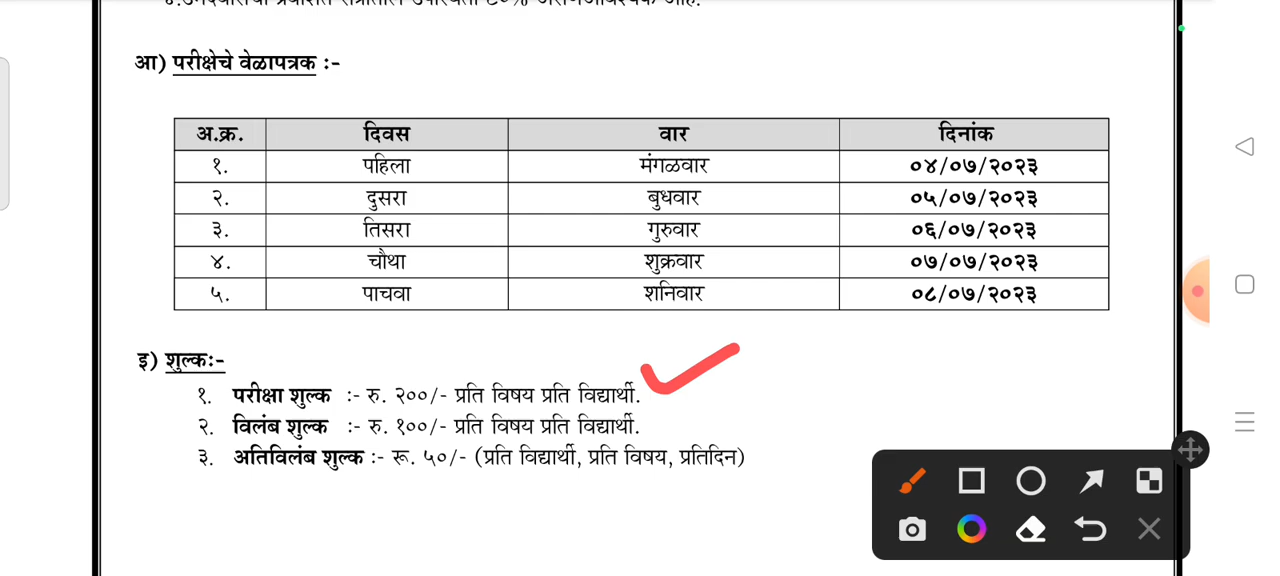 आ) परीक्षेचे वेळापत्रक :-
अ.क्र. दिवस वार दिनांक
१. पहिला मंगळवार ०४/०७/२०२३
२. दुसरा बुधवार ०५/०७/२०२३
३. तिसरा गुरुवार ०६/०७/२०२३
४. चौथा शुक्रवार ०७/०७/२०२३
५. पाचवा शनिवार ०८/०७/२०२३
इ) शुल्क:-
१. परीक्षा शुल्क :- रु. २००/- प्रति विषय प्रति विद्यार्थी.
२. विलंब शुल्क :- रु. १००/- प्रति विषय प्रति विद्यार्थी.
३. अतिविलंब शुल्क :- रू. ५०/- (प्रति विद्यार्थी, प्रति विषय, प्रतिदिन)